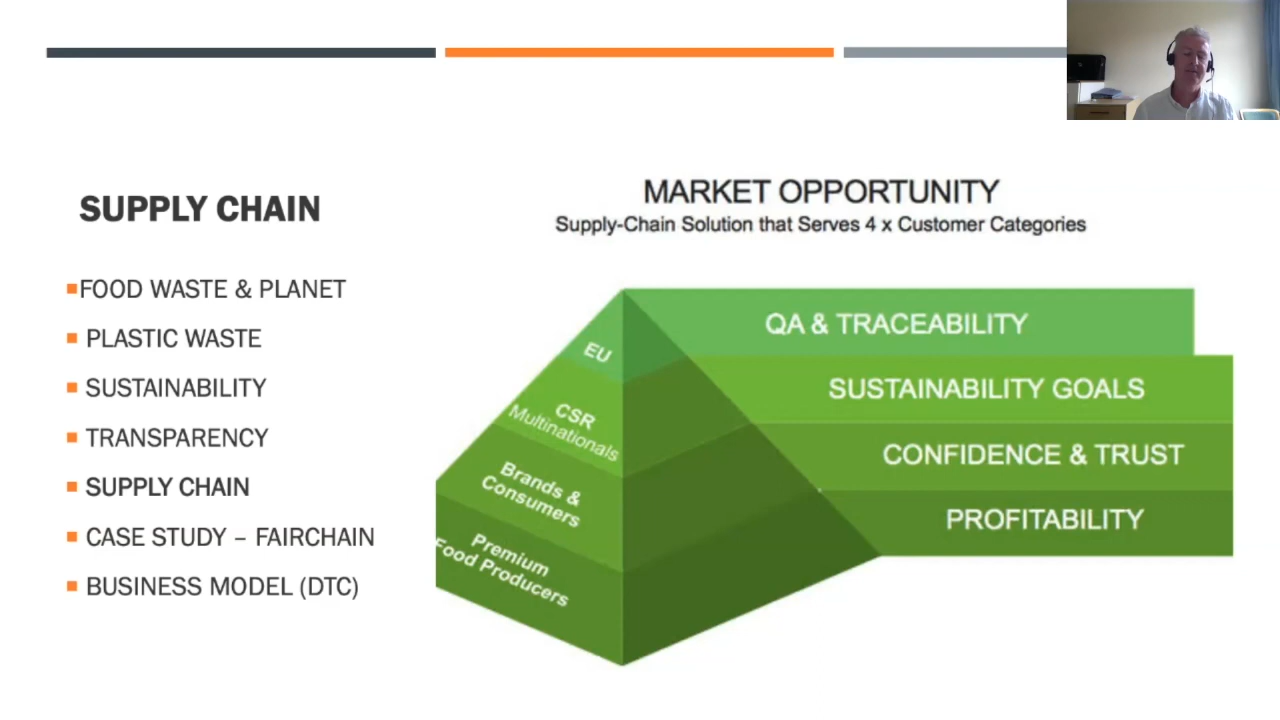 SUPPLY CHAIN
FOOD WASTE & PLANET
PLASTIC WASTE
SUSTAINABILITY
TRANSPARENCY
SUPPLY CHAIN
CASE STUDY – FAIRCHAIN
BUSINESS MODEL (DTC)
MARKET OPPORTUNITY
Supply-Chain Solution that Serves 4 x Customer Categories
EU
CSR
Multinationals
Brands &
Consumers
Premium
Food Producers
QA & TRACEABILITY
SUSTAINABILITY GOALS
CONFIDENCE & TRUST
PROFITABILITY